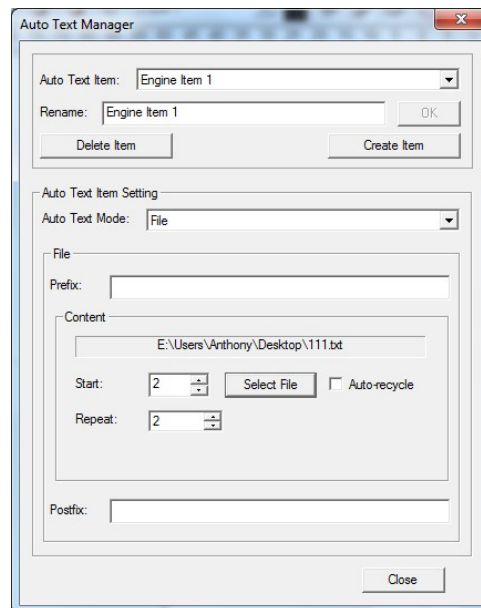 Auto Text Manager
Auto Text Item: Engine Item 1
Rename: Engine Item 1 OK
Delete Item Create Item
Auto Text Item Setting
Auto Text Mode: File
File
Prefix:
Content
E:\Users\Anthony\Desktop\111.txt
Start: 2 Select File Auto-recycle
Repeat: 2
Postfix:
Close